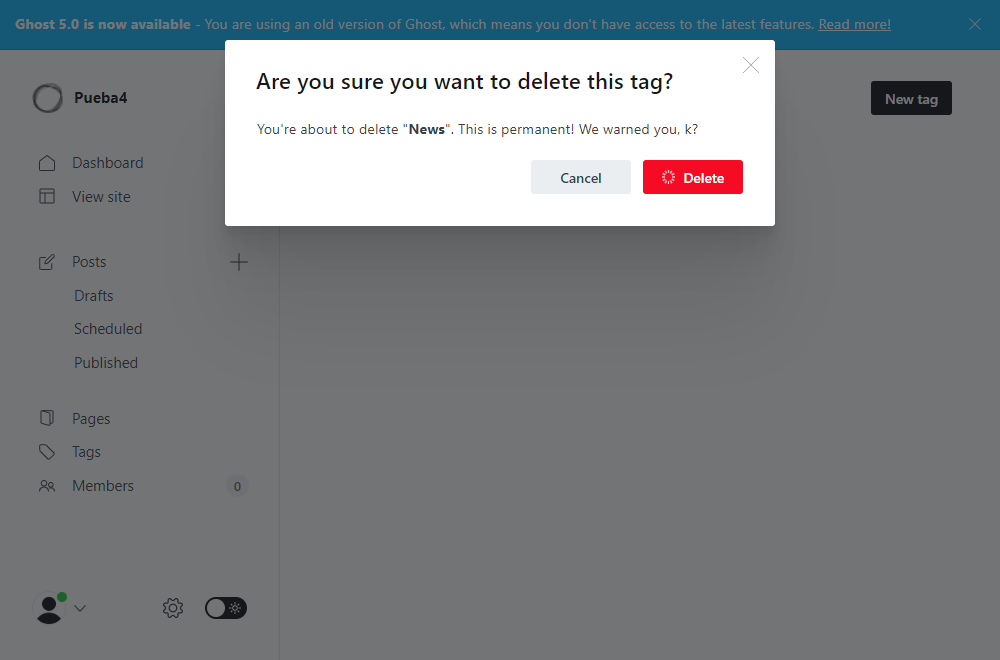 Ghost 5.0 is now available - You are using an old version of Ghost, which means you don't have access to the latest features. Read more!
Are you sure you want to delete this tag?
You're about to delete "News". This is permanent! We warned you, k?
Cancel
Delete
Pueba4
New tag
Dashboard
View site
Posts
Drafts
Scheduled
Published
Pages
Tags
Members
0